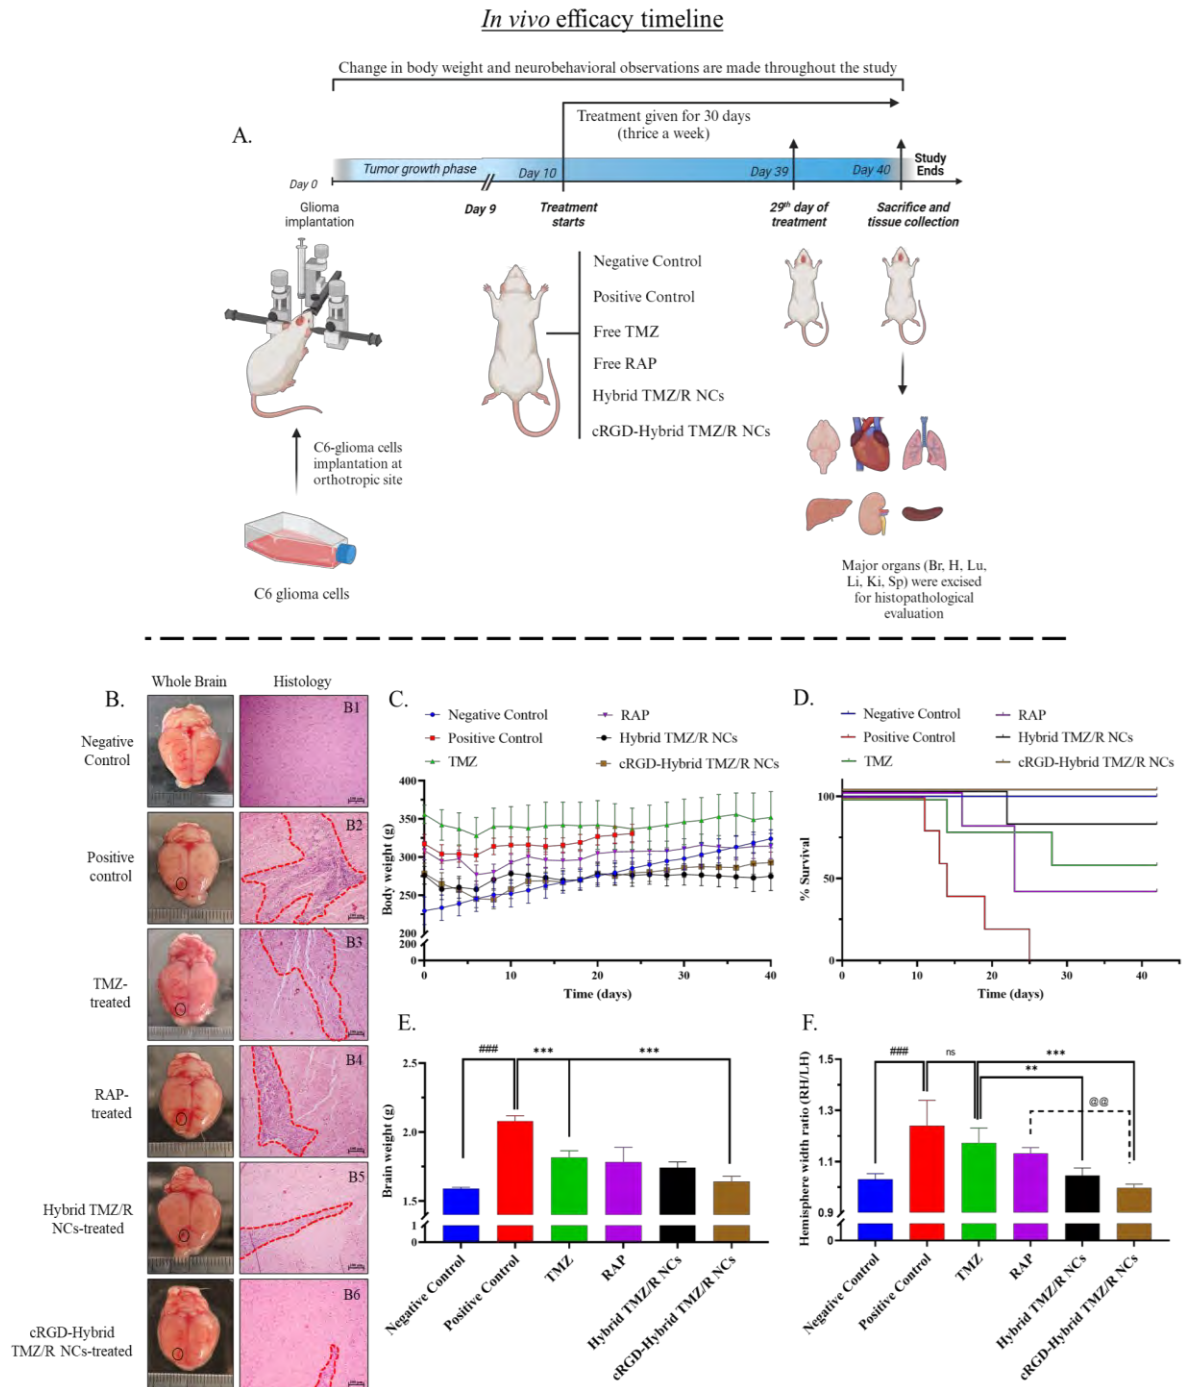 In vivo efficacy timeline
Change in body weight and neurobehavioral observations are made throughout the study
A.
Treatment given for 30 days
(thrice a week)
Tumor growth phase
Day 10
Day 39
Day 40
Study
Ends
Day 0
Day 9
Glioma
implantation
Treatment
starts
29th day of
treatment
Sacrifice and
tissue collection
Negative Control
Positive Control
Free TMZ
Free RAP
Hybrid TMZ/R NCs
cRGD-Hybrid TMZ/R NCs
C6-glioma cells
implantation at
orthotropic site
C6 glioma cells
Major organs (Br, H, Lu,
Li, Ki, Sp) were excised
for histopathological
evaluation
B.
Whole Brain
Histology
Negative
Control
B1
Positive
control
B2
TMZ-
treated
B3
RAP-
treated
B4
Hybrid TMZ/R
NCs-treated
B5
cRGD-Hybrid
TMZ/R NCs-treated
B6
C.
Negative Control
Positive Control
TMZ
RAP
Hybrid TMZ/R NCs
cRGD-Hybrid TMZ/R NCs
Body weight (g)
400
350
300
250
200
200
0
0
10
20
30
40
Time (days)
D.
Negative Control
Positive Control
TMZ
RAP
Hybrid TMZ/R NCs
cRGD-Hybrid TMZ/R NCs
% Survival
100
50
0
0
10
20
30
40
Time (days)
E.
Brain weight (g)
2.5
2.0
1.5
1
0
###
***
***
Negative Control
Positive Control
TMZ
RAP
Hybrid TMZ/R NCs
cRGD-Hybrid TMZ/R NCs
F.
Hemisphere width ratio (RH/LH)
1.5
1.3
1.1
0.9
0
###
ns
***
**
@@
Negative Control
Positive Control
TMZ
RAP
Hybrid TMZ/R NCs
cRGD-Hybrid TMZ/R NCs